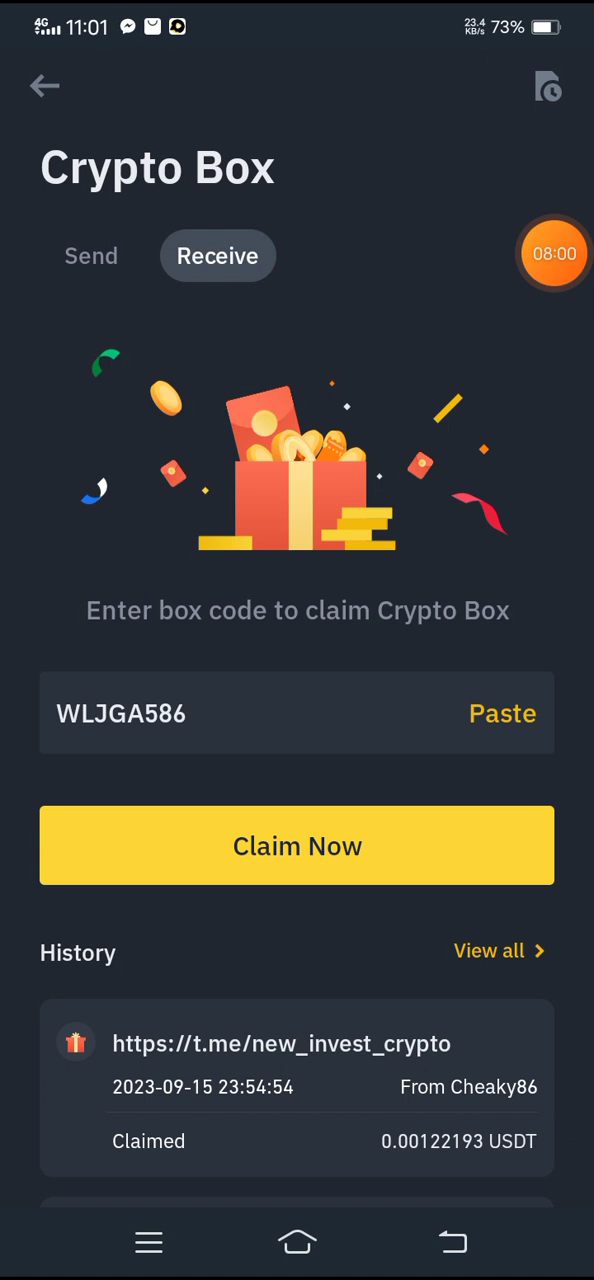 4G 11:01 23.4 KB/s 73%
Crypto Box
Send Receive 08:00
Enter box code to claim Crypto Box
WLJGA586 Paste
Claim Now
History View all
https://t.me/new_invest_crypto
2023-09-15 23:54:54 From Cheaky86
Claimed 0.00122193 USDT